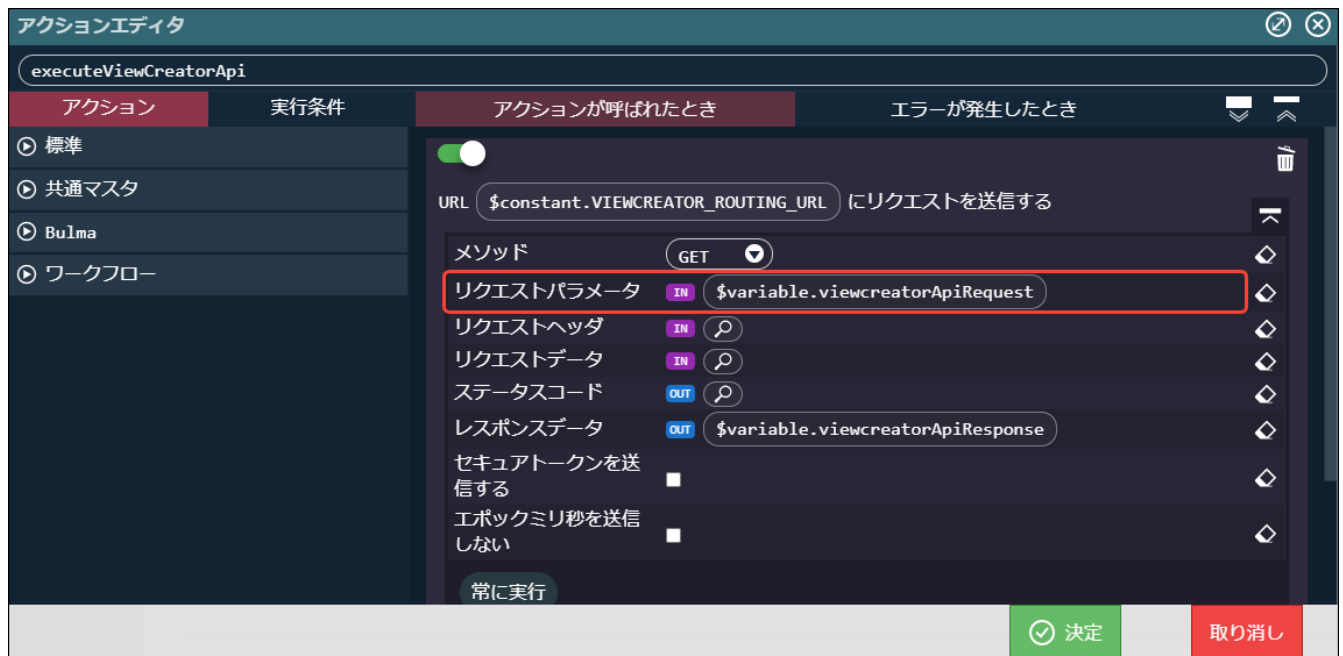 アクションエディタ
executeViewCreatorApi
アクション 実行条件 アクションが呼ばれたとき エラーが発生したとき
標準
共通マスタ
Bulma
ワークフロー
URL $constant.VIEWCREATOR_ROUTING_URL にリクエストを送信する
メソッド GET
リクエストパラメータ IN $variable.viewcreatorApiRequest
リクエストヘッダ IN
リクエストデータ IN
ステータスコード OUT
レスポンスデータ OUT $variable.viewcreatorApiResponse
セキュアトークンを送
信する
エポックミリ秒を送信
しない
常に実行
決定 取り消し